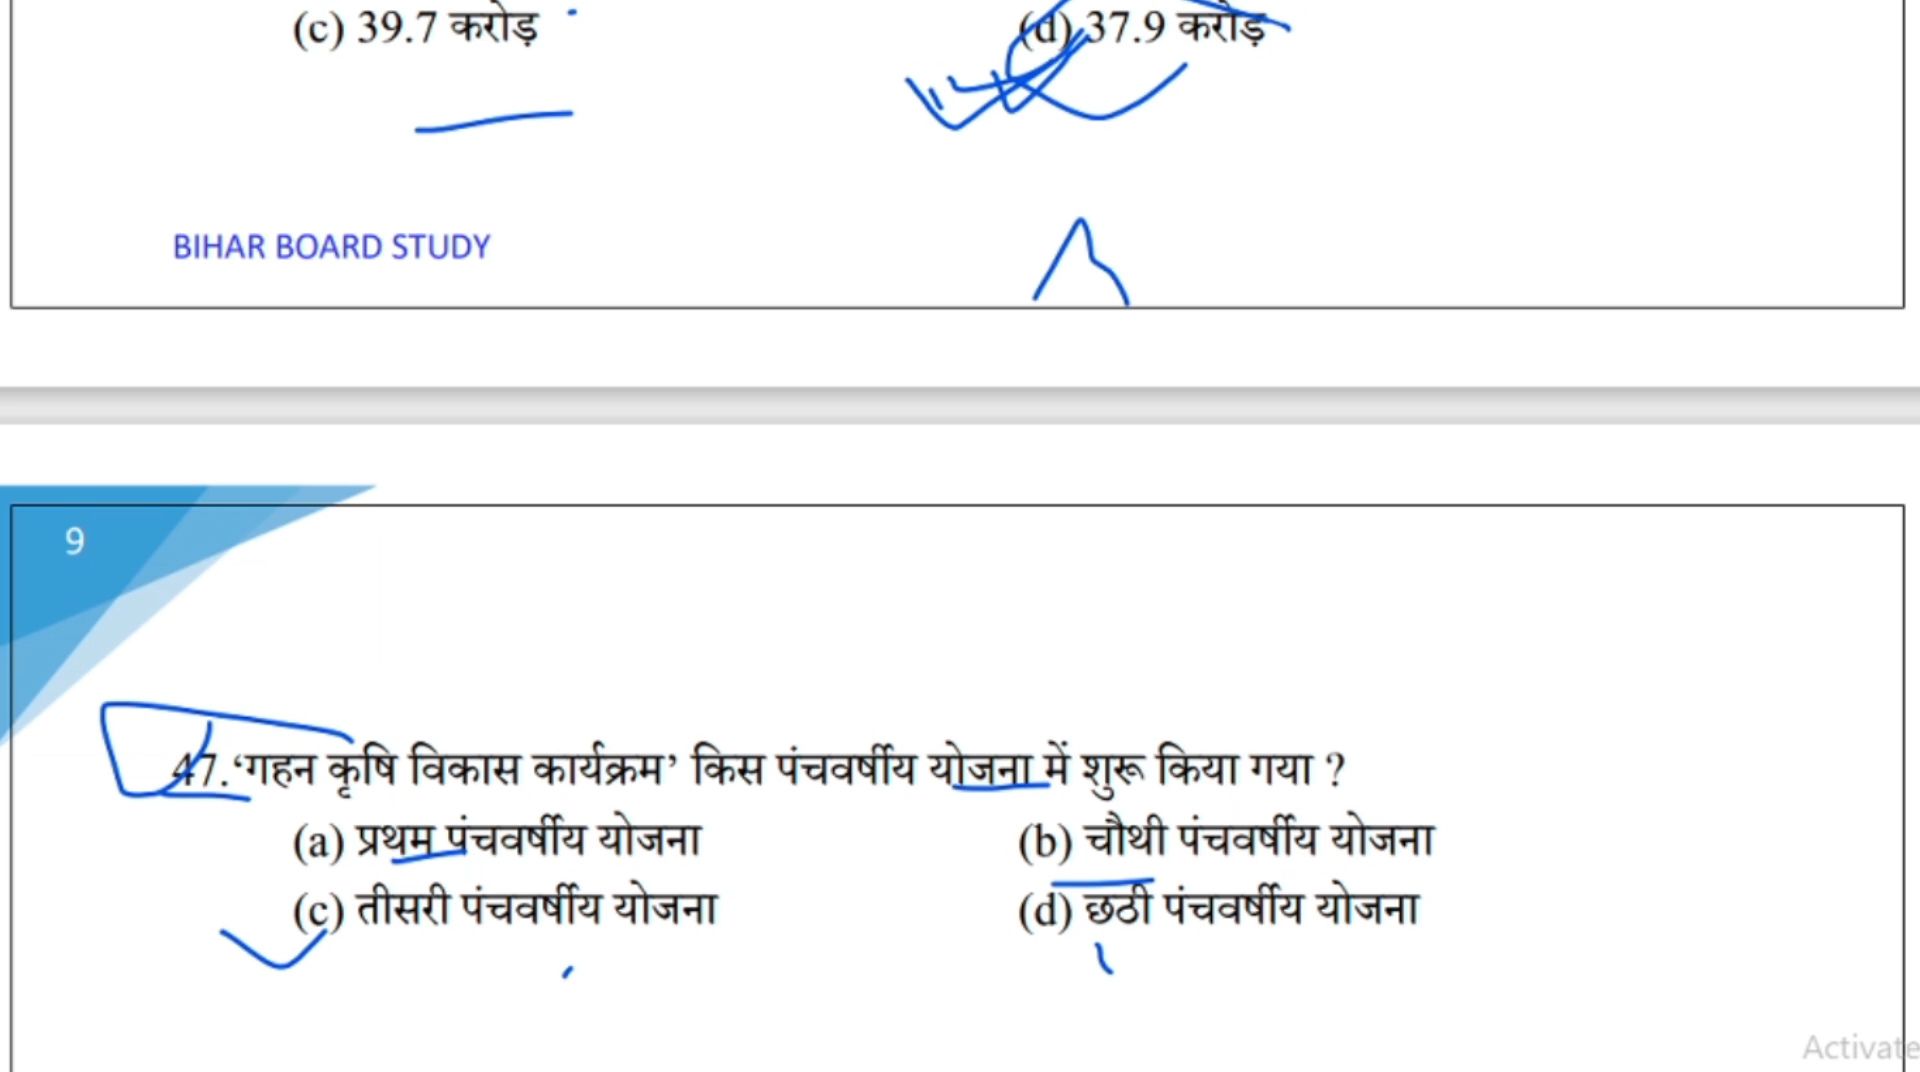 (c) 39.7 करोड़ (d) 37.9 करोड़
BIHAR BOARD STUDY
9
47.‘गहन कृषि विकास कार्यक्रम’ किस पंचवर्षीय योजना में शुरू किया गया ?
(a) प्रथम पंचवर्षीय योजना (b) चौथी पंचवर्षीय योजना
(c) तीसरी पंचवर्षीय योजना (d) छठी पंचवर्षीय योजना
Activate